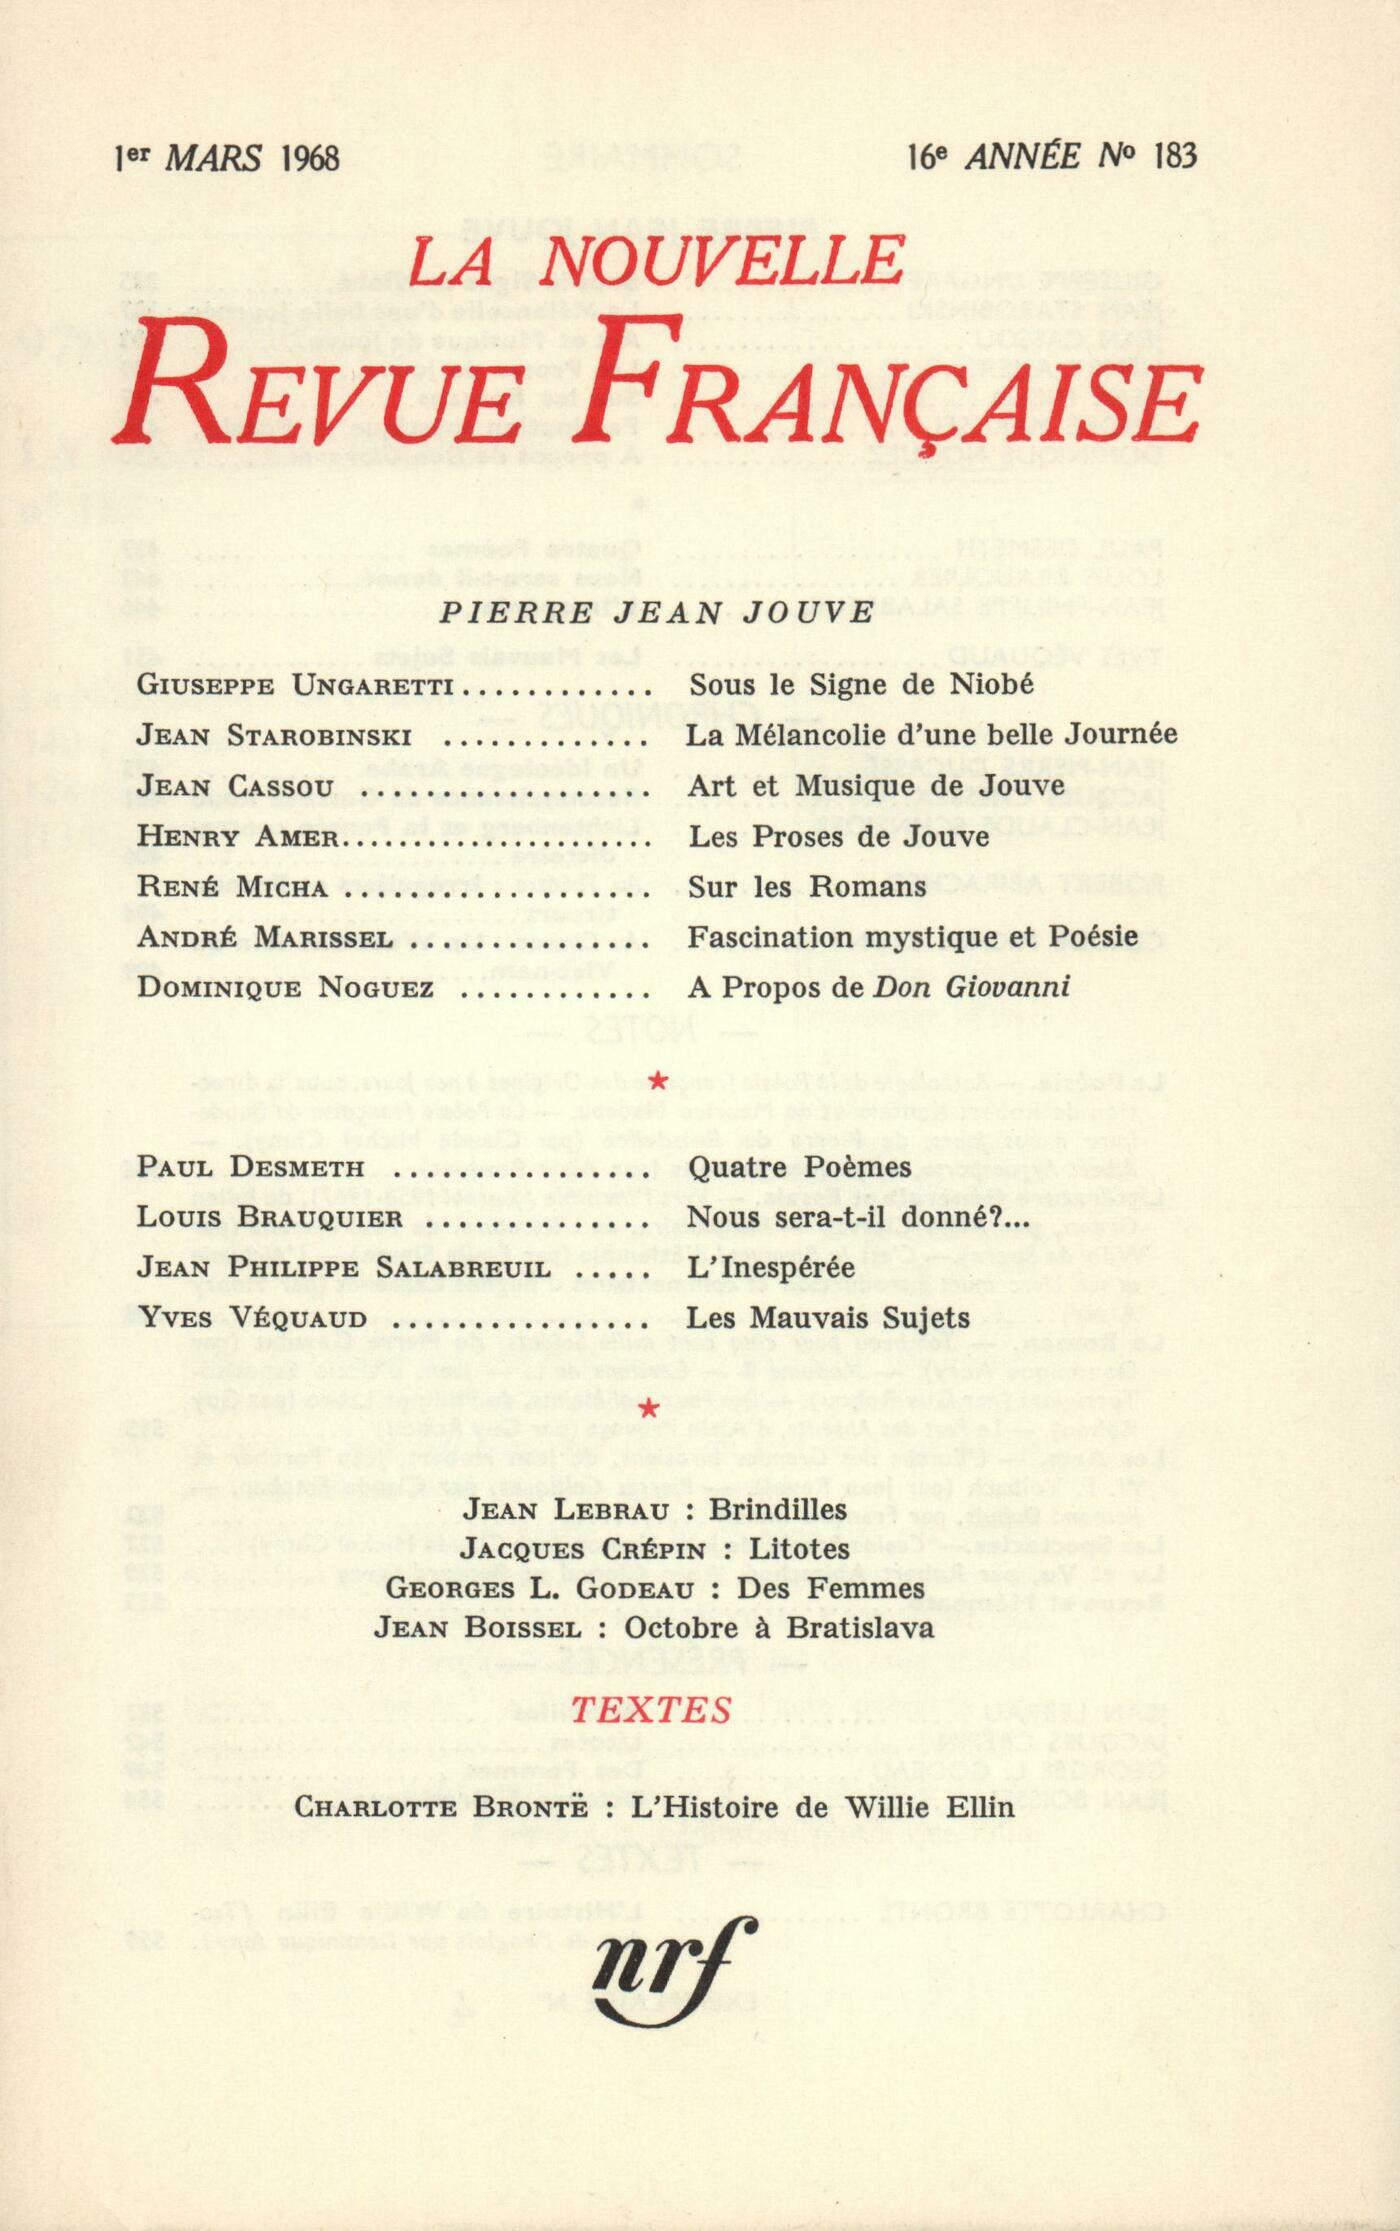 1er MARS 1968 16e ANNÉE No 183
LA NOUVELLE
REVUE FRANÇAISE
PIERRE JEAN JOUVE
GIUSEPPE UNGARETTI............ Sous le Signe de Niobé
JEAN STAROBINSKI ............. La Mélancolie d'une belle Journée
JEAN CASSOU .................. Art et Musique de Jouve
HENRY AMER.................... Les Proses de Jouve
RENÉ MICHA ................... Sur les Romans
ANDRÉ MARISSEL ............... Fascination mystique et Poésie
DOMINIQUE NOGUEZ ............ A Propos de Don Giovanni
★
PAUL DESMETH ................ Quatre Poèmes
LOUIS BRAUQUIER .............. Nous sera-t-il donné?...
JEAN PHILIPPE SALABREUIL ..... L'Inespérée
YVES VÉQUAUD ................ Les Mauvais Sujets
★
JEAN LEBRAU : Brindilles
JACQUES CRÉPIN : Litotes
GEORGES L. GODEAU : Des Femmes
JEAN BOISSEL : Octobre à Bratislava
TEXTES
CHARLOTTE BRONTË : L'Histoire de Willie Ellin
nrf